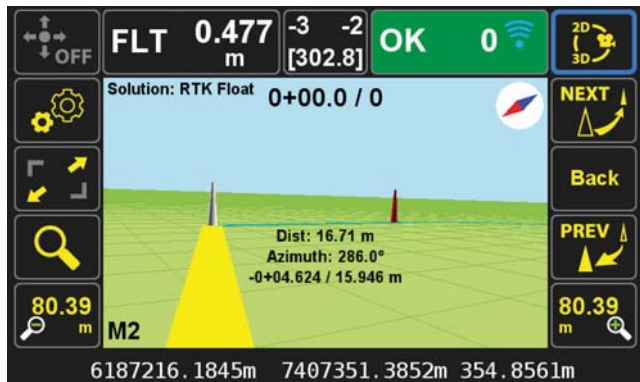 OFF
FLT 0.477 m
-3 -2
[302.8]
OK 0
2D
3D
Solution: RTK Float
0+00.0 / 0
NEXT
Back
PREV
Dist: 16.71 m
Azimuth: 286.0°
-0+04.624 / 15.946 m
80.39 m
M2
80.39 m
6187216.1845m 7407351.3852m 354.8561m